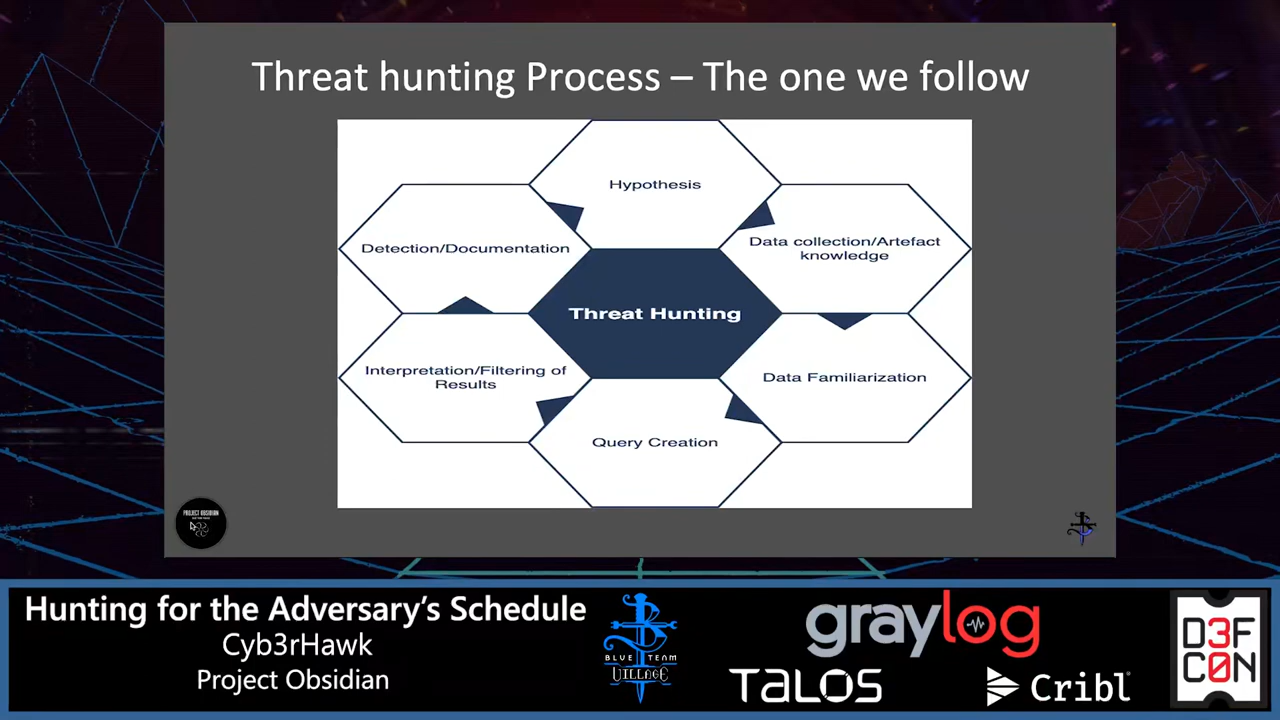 Threat hunting Process – The one we follow
Hypothesis
Detection/Documentation
Data collection/Artefact
knowledge
Threat Hunting
Interpretation/Filtering of
Results
Data Familiarization
Query Creation
PROJECT OBSIDIAN
Hunting for the Adversary's Schedule
Cyb3rHawk
Project Obsidian
BLUE TEAM
VILLAGE
graylog
TALOS
Cribl
D3F
C0N